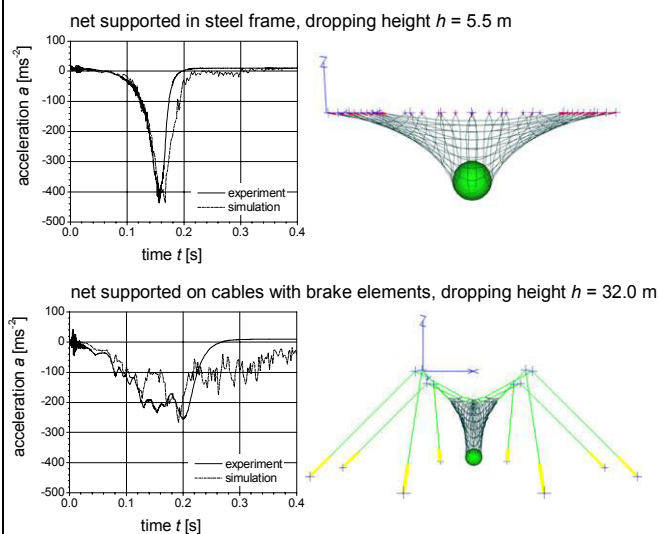 net supported in steel frame, dropping height h = 5.5 m
acceleration a [ms⁻²]
100
0
-100
-200
-300
-400
-500
experiment
simulation
0.0 0.1 0.2 0.3 0.4
time t [s]
Z
net supported on cables with brake elements, dropping height h = 32.0 m
acceleration a [ms⁻²]
100
0
-100
-200
-300
-400
-500
experiment
simulation
0.0 0.1 0.2 0.3 0.4
time t [s]
Z